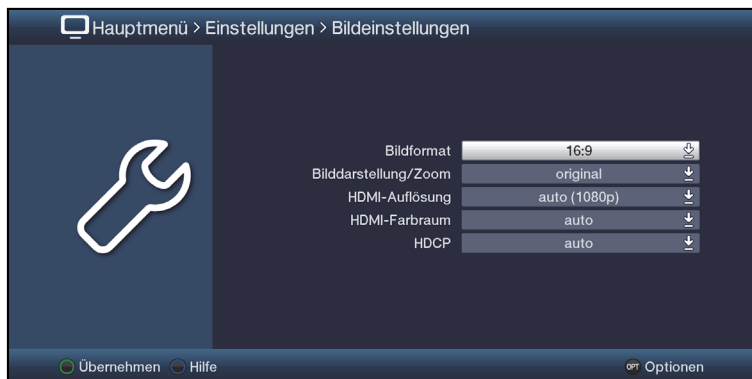 Hauptmenü > Einstellungen > Bildeinstellungen
Bildformat 16:9
Bilddarstellung/Zoom original
HDMI-Auflösung auto (1080p)
HDMI-Farbraum auto
HDCP auto
Übernehmen Hilfe OPT Optionen